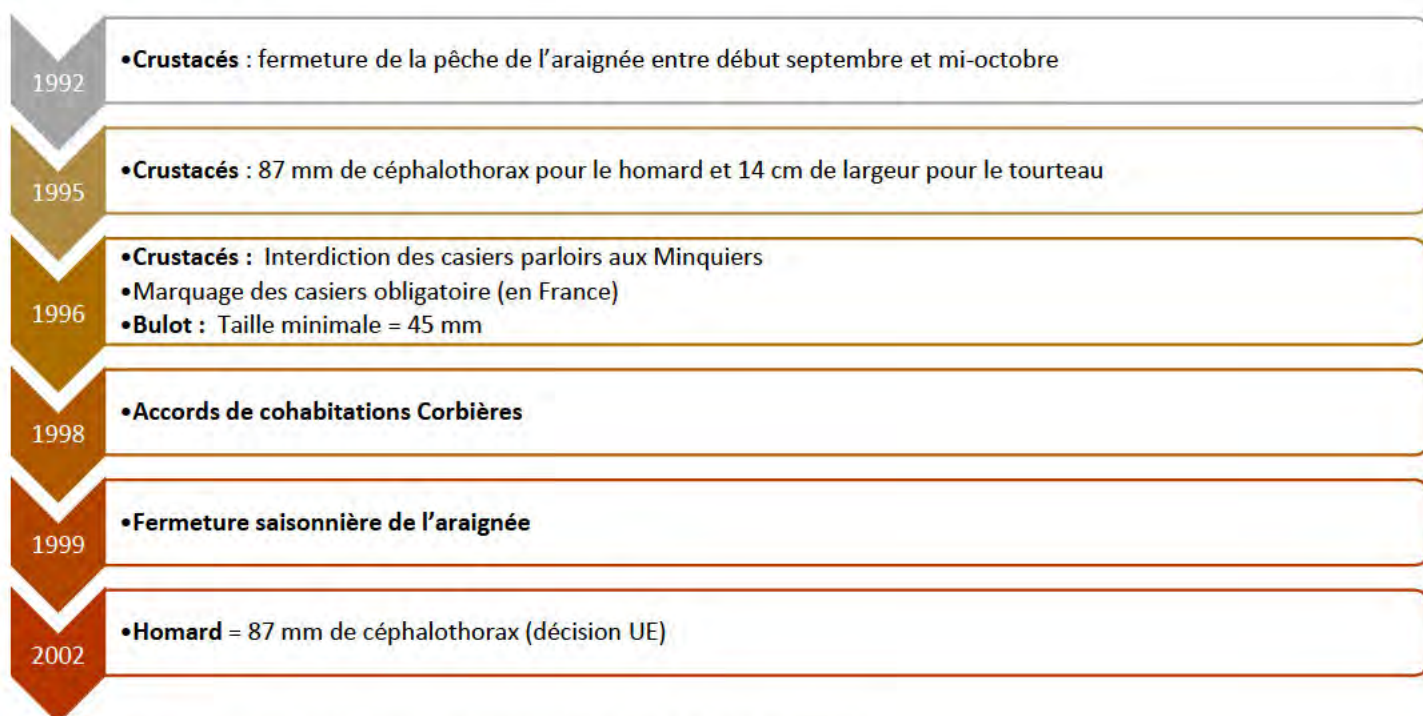 1992
•Crustacés : fermeture de la pêche de l’araignée entre début septembre et mi-octobre
1995
•Crustacés : 87 mm de céphalothorax pour le homard et 14 cm de largeur pour le tourteau
1996
•Crustacés : Interdiction des casiers parloirs aux Minquiers
•Marquage des casiers obligatoire (en France)
•Bulot : Taille minimale = 45 mm
1998
•Accords de cohabitations Corbières
1999
•Fermeture saisonnière de l’araignée
2002
•Homard = 87 mm de céphalothorax (décision UE)